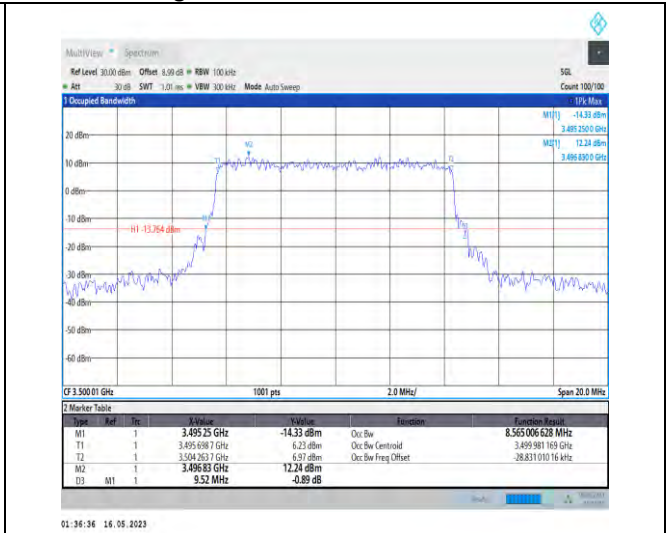 MultiView Spectrum
Ref Level 30.00 dBm Offset 8.99 dB RBW 100 kHz SGL
Att 30 dB SWT 1.01 ms VBW 300 kHz Mode Auto Sweep Count 100/100
1 Occupied Bandwidth 1Pk Max
M1[1] -14.33 dBm
3.495 250 0 GHz
20 dBm M2[1] 12.24 dBm
3.496 830 0 GHz
M2
T1 T2
10 dBm
0 dBm
-10 dBm
H1 -13.764 dBm
-20 dBm
-30 dBm
-40 dBm
-50 dBm
-60 dBm
CF 3.500 01 GHz 1001 pts 2.0 MHz/ Span 20.0 MHz
2 Marker Table
Type Ref Trc X-Value Y-Value Function Function Result
M1 1 3.495 25 GHz -14.33 dBm Occ Bw 8.565 006 628 MHz
T1 1 3.495 698 7 GHz 6.23 dBm Occ Bw Centroid 3.499 981 169 GHz
T2 1 3.504 263 7 GHz 6.97 dBm Occ Bw Freq Offset -28.831 010 16 kHz
M2 1 3.496 83 GHz 12.24 dBm
D3 M1 1 9.52 MHz -0.89 dB
01:36:36 16.05.2023